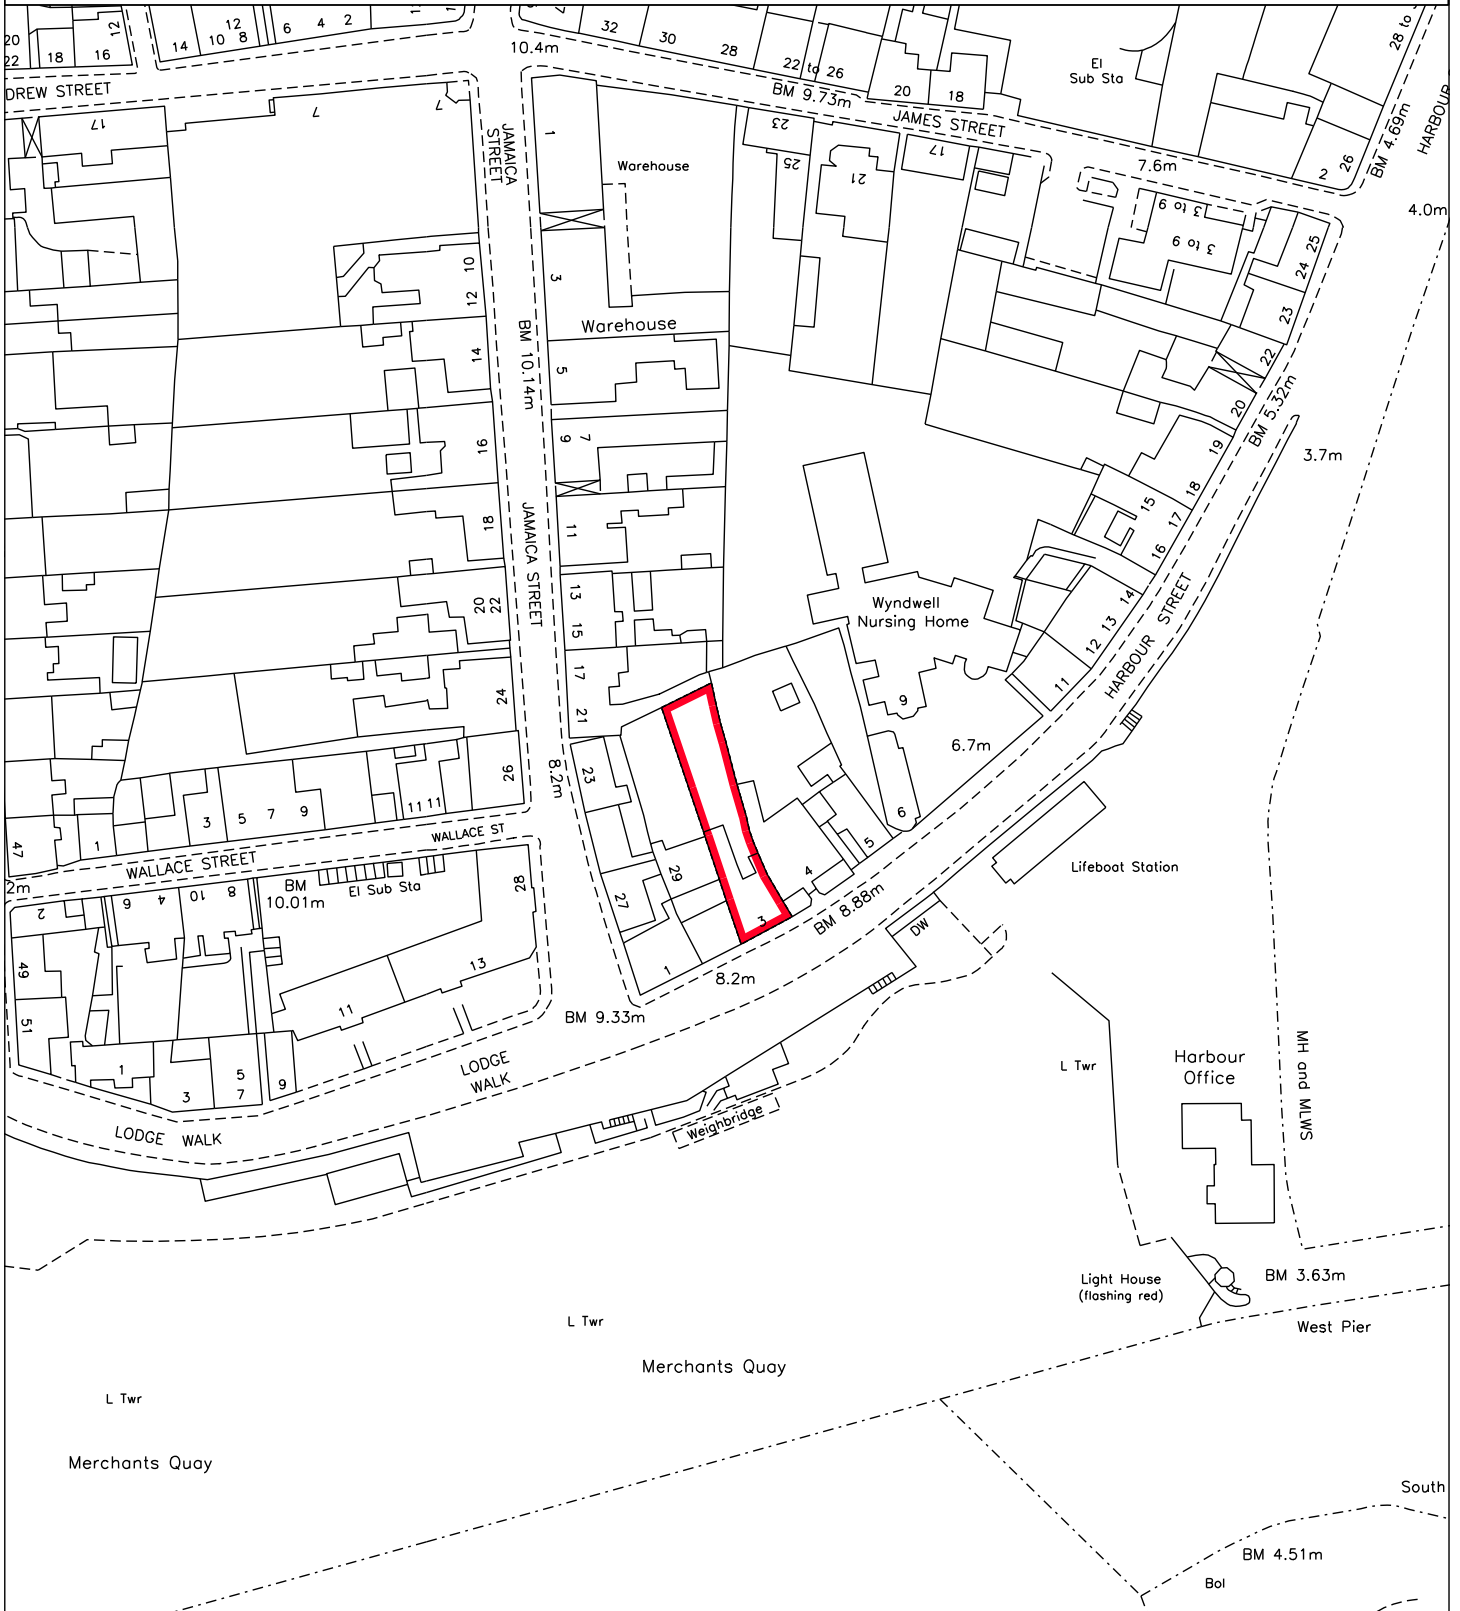 12
6
4
2
20
22
18
16
12
14
10
8
10.4m
32
30
28
22 to 26
20
18
El
Sub Sta
28 to
DREW STREET
BM 9.73m
JAMES STREET
BM 4.69m
HARBOUR
17
7
7
JAMAICA
STREET
1
Warehouse
23
25
21
17
7.6m
2
26
4.0m
3 to 9
3 to 9
25
24
23
22
20
10
12
3
Warehouse
14
BM 10.14m
5
BM 5.32m
16
9
7
19
3.7m
18
JAMAICA STREET
11
18
15
17
16
20
22
13
15
Wyndwell
Nursing Home
14
13
12
HARBOUR STREET
24
17
21
9
11
6.7m
26
8.2m
23
3
5
7
9
11
11
6
47
1
WALLACE STREET
WALLACE ST
5
4
Lifeboat Station
2m
BM
10.01m
El Sub Sta
28
29
27
3
BM 8.88m
DW
2
6
4
10
8
49
51
13
11
1
8.2m
BM 9.33m
1
3
5
7
9
LODGE
WALK
LODGE WALK
Weighbridge
L Twr
Harbour
Office
MH and MLWS
Light House
(flashing red)
BM 3.63m
West Pier
L Twr
Merchants Quay
L Twr
Merchants Quay
South
BM 4.51m
Bol